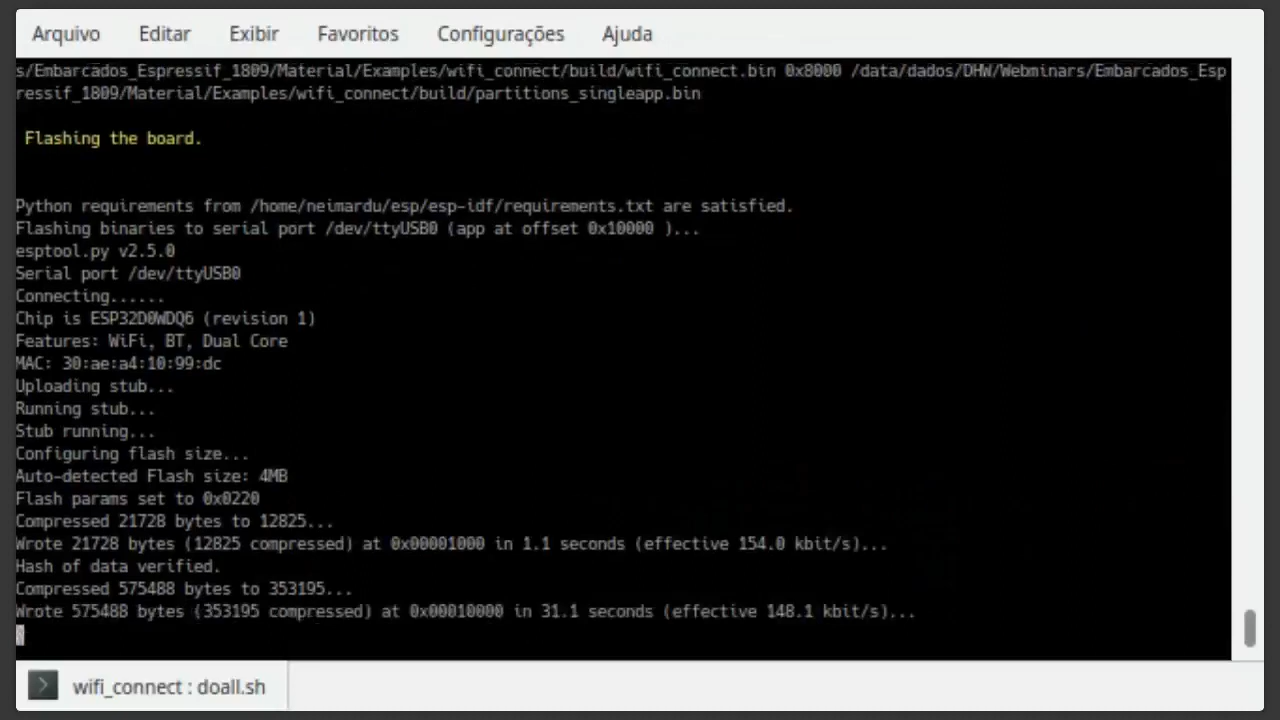 Arquivo Editar Exibir Favoritos Configurações Ajuda
s/Embarcados_Espressif_1809/Material/Examples/wifi_connect/build/wifi_connect.bin 0x8000 /data/dados/DHW/Webminars/Embarcados_Esp
ressif_1809/Material/Examples/wifi_connect/build/partitions_singleapp.bin
Flashing the board.
Python requirements from /home/neimardu/esp/esp-idf/requirements.txt are satisfied.
Flashing binaries to serial port /dev/ttyUSB0 (app at offset 0x10000 )...
esptool.py v2.5.0
Serial port /dev/ttyUSB0
Connecting......
Chip is ESP32D0WDQ6 (revision 1)
Features: WiFi, BT, Dual Core
MAC: 30:ae:a4:10:99:dc
Uploading stub...
Running stub...
Stub running...
Configuring flash size...
Auto-detected Flash size: 4MB
Flash params set to 0x0220
Compressed 21728 bytes to 12825...
Wrote 21728 bytes (12825 compressed) at 0x00001000 in 1.1 seconds (effective 154.0 kbit/s)...
Hash of data verified.
Compressed 575488 bytes to 353195...
Wrote 575488 bytes (353195 compressed) at 0x00010000 in 31.1 seconds (effective 148.1 kbit/s)...
wifi_connect : doall.sh